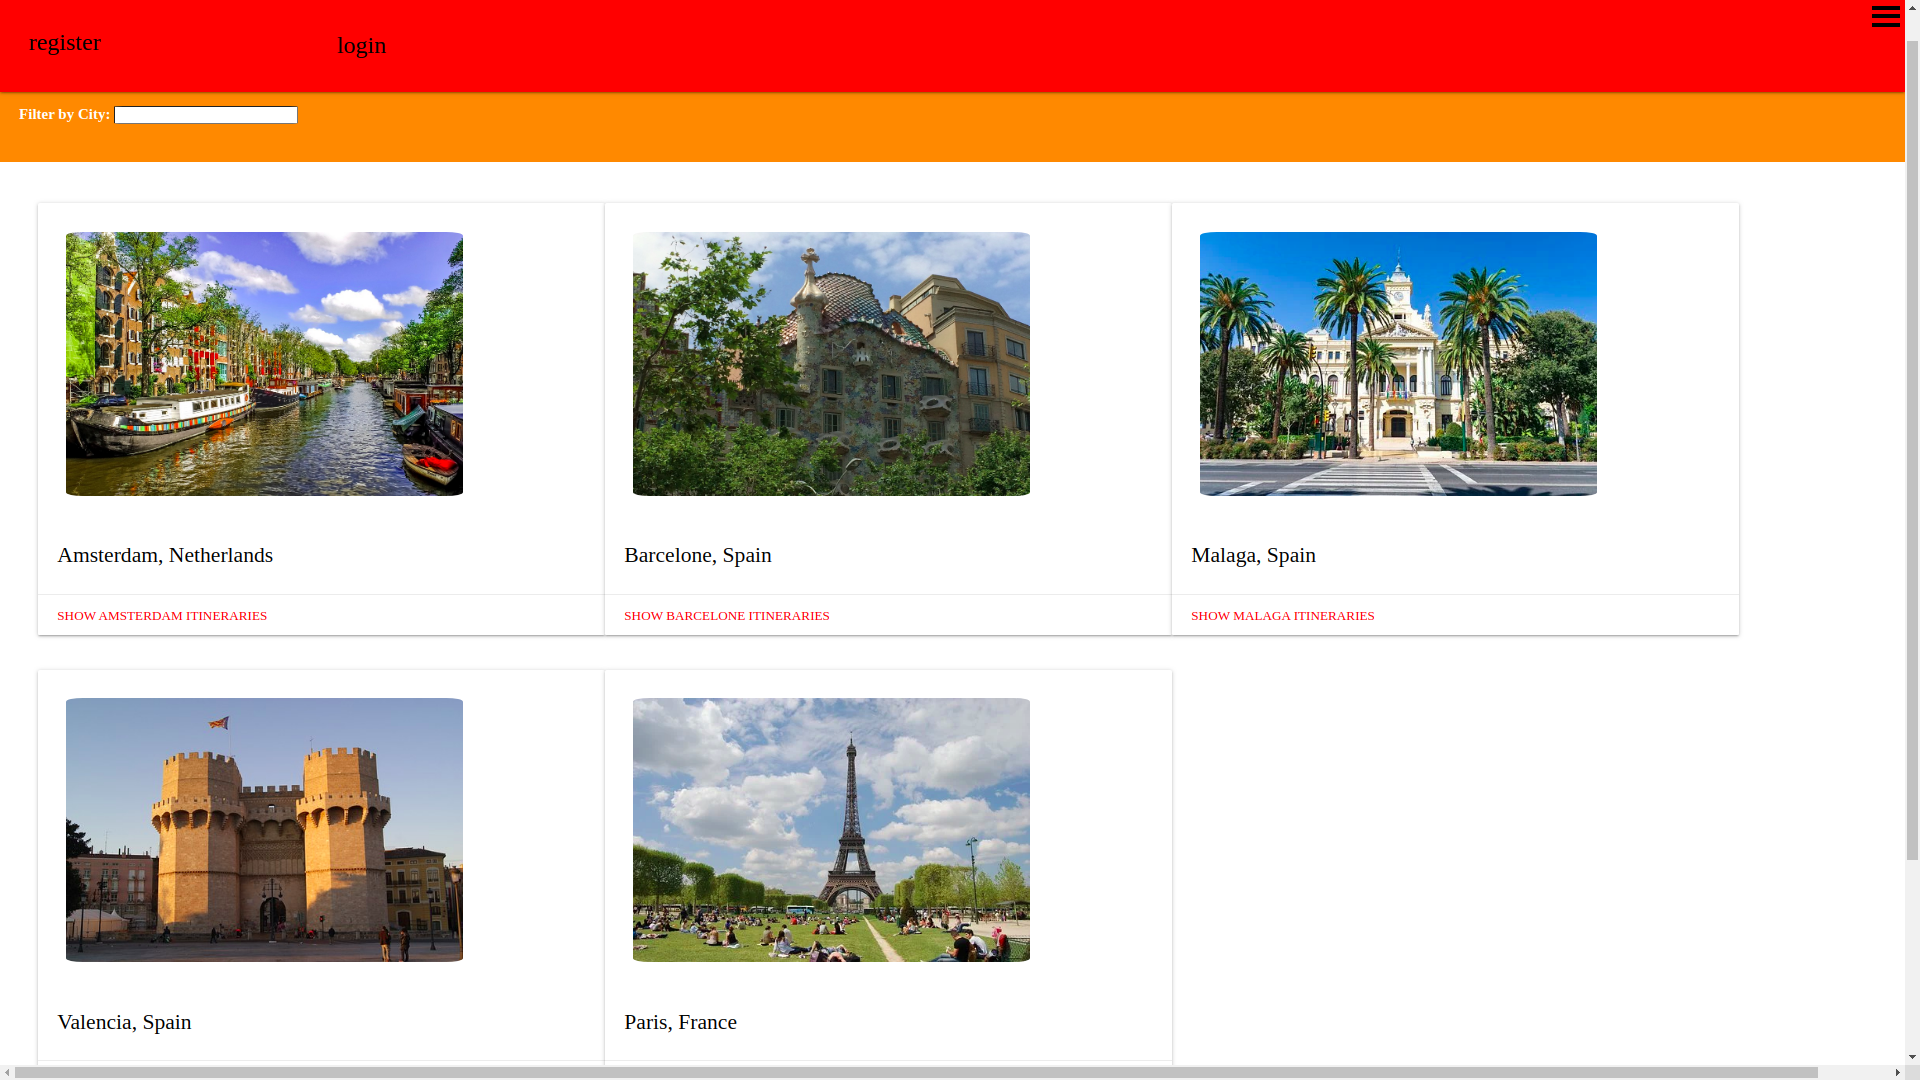 register
login
Filter by City:
Amsterdam, Netherlands
Barcelone, Spain
Malaga, Spain
SHOW AMSTERDAM ITINERARIES
SHOW BARCELONE ITINERARIES
SHOW MALAGA ITINERARIES
Valencia, Spain
Paris, France